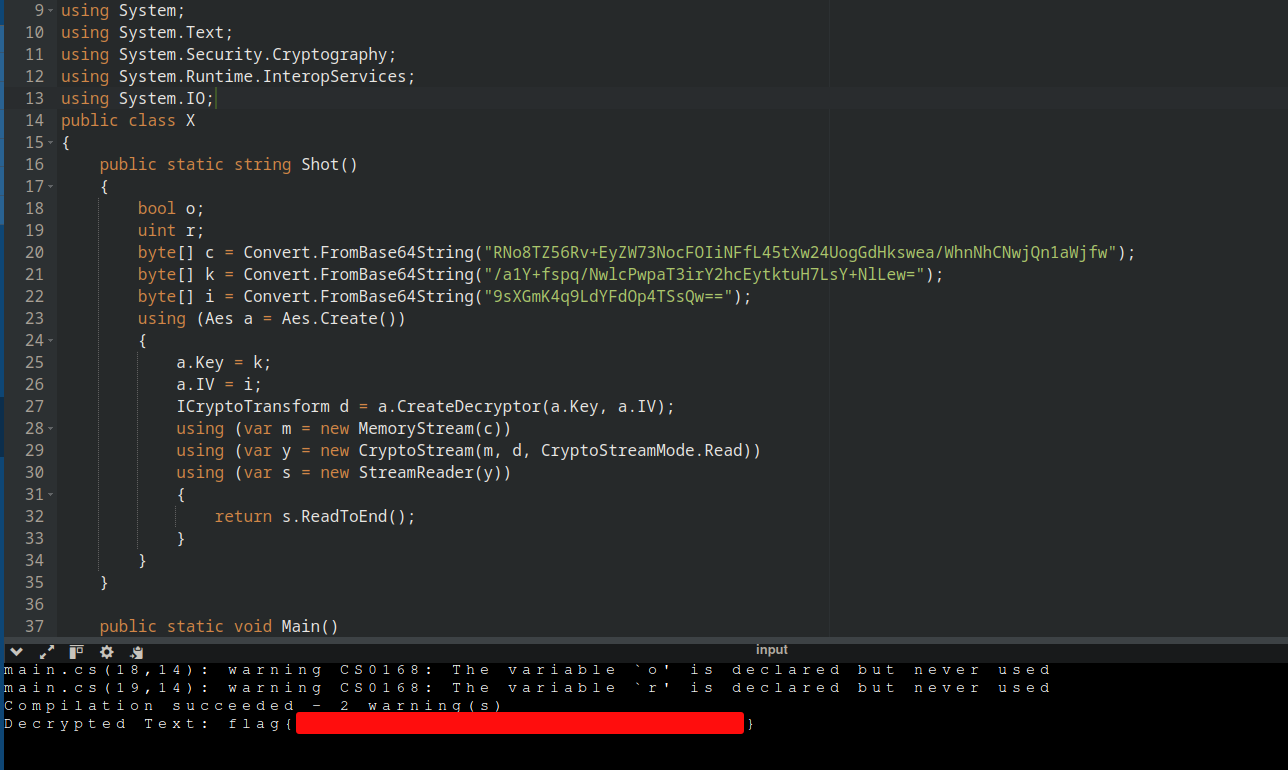 9 using System;
10 using System.Text;
11 using System.Security.Cryptography;
12 using System.Runtime.InteropServices;
13 using System.IO;
14 public class X
15 {
16     public static string Shot()
17     {
18         bool o;
19         uint r;
20         byte[] c = Convert.FromBase64String("RNo8TZ56Rv+EyZW73NocFOIiNFfL45tXw24UogGdHkswea/WhnNhCNwjQn1aWjfw");
21         byte[] k = Convert.FromBase64String("/a1Y+fspq/NwlcPwpaT3irY2hcEytktuH7LsY+NlLew=");
22         byte[] i = Convert.FromBase64String("9sXGmK4q9LdYFdOp4TSsQw==");
23         using (Aes a = Aes.Create())
24         {
25             a.Key = k;
26             a.IV = i;
27             ICryptoTransform d = a.CreateDecryptor(a.Key, a.IV);
28             using (var m = new MemoryStream(c))
29             using (var y = new CryptoStream(m, d, CryptoStreamMode.Read))
30             using (var s = new StreamReader(y))
31             {
32                 return s.ReadToEnd();
33             }
34         }
35     }
36
37     public static void Main()
input
main.cs(18,14): warning CS0168: The variable `o' is declared but never used
main.cs(19,14): warning CS0168: The variable `r' is declared but never used
Compilation succeeded - 2 warning(s)
Decrypted Text: flag{ }